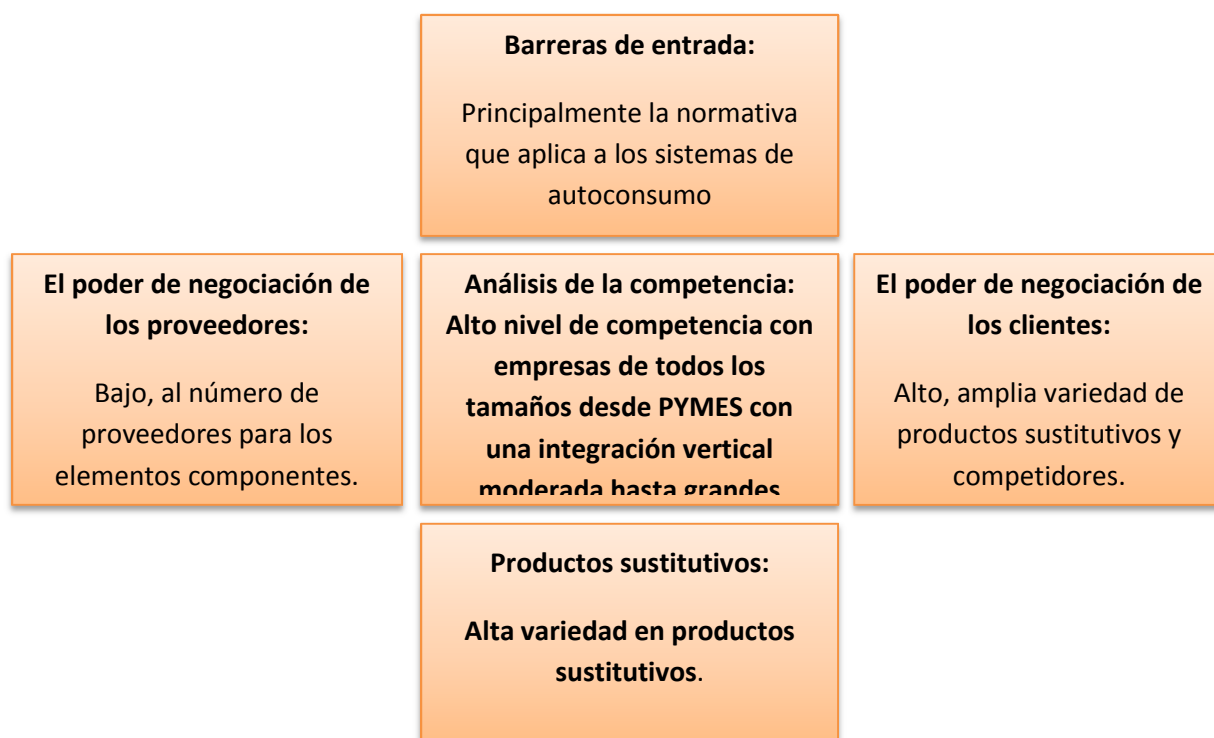 Barreras de entrada:
Principalmente la normativa
que aplica a los sistemas de
autoconsumo
El poder de negociación de
los proveedores:
Bajo, al número de
proveedores para los
elementos componentes.
Análisis de la competencia:
Alto nivel de competencia con
empresas de todos los
tamaños desde PYMES con
una integración vertical
moderada hasta grandes
El poder de negociación de
los clientes:
Alto, amplia variedad de
productos sustitutivos y
competidores.
Productos sustitutivos:
Alta variedad en productos
sustitutivos.